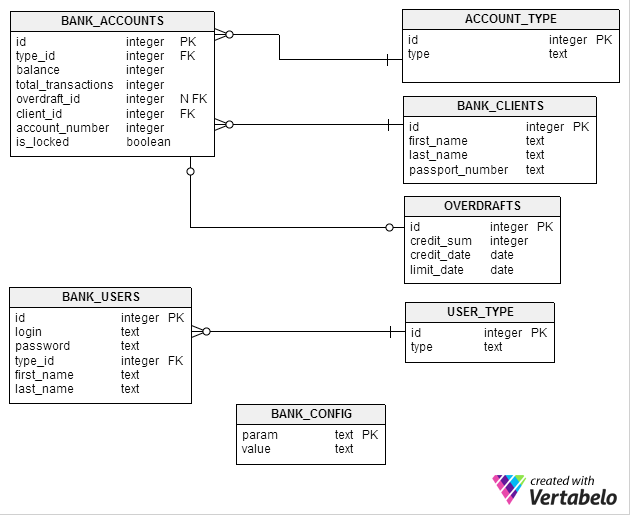 BANK_ACCOUNTS
id integer PK
type_id integer FK
balance integer
total_transactions integer
overdraft_id integer N FK
client_id integer FK
account_number integer
is_locked boolean
ACCOUNT_TYPE
id integer PK
type text
BANK_CLIENTS
id integer PK
first_name text
last_name text
passport_number text
OVERDRAFTS
id integer PK
credit_sum integer
credit_date date
limit_date date
BANK_USERS
id integer PK
login text
password text
type_id integer FK
first_name text
last_name text
USER_TYPE
id integer PK
type text
BANK_CONFIG
param text PK
value text
created with
Vertabelo